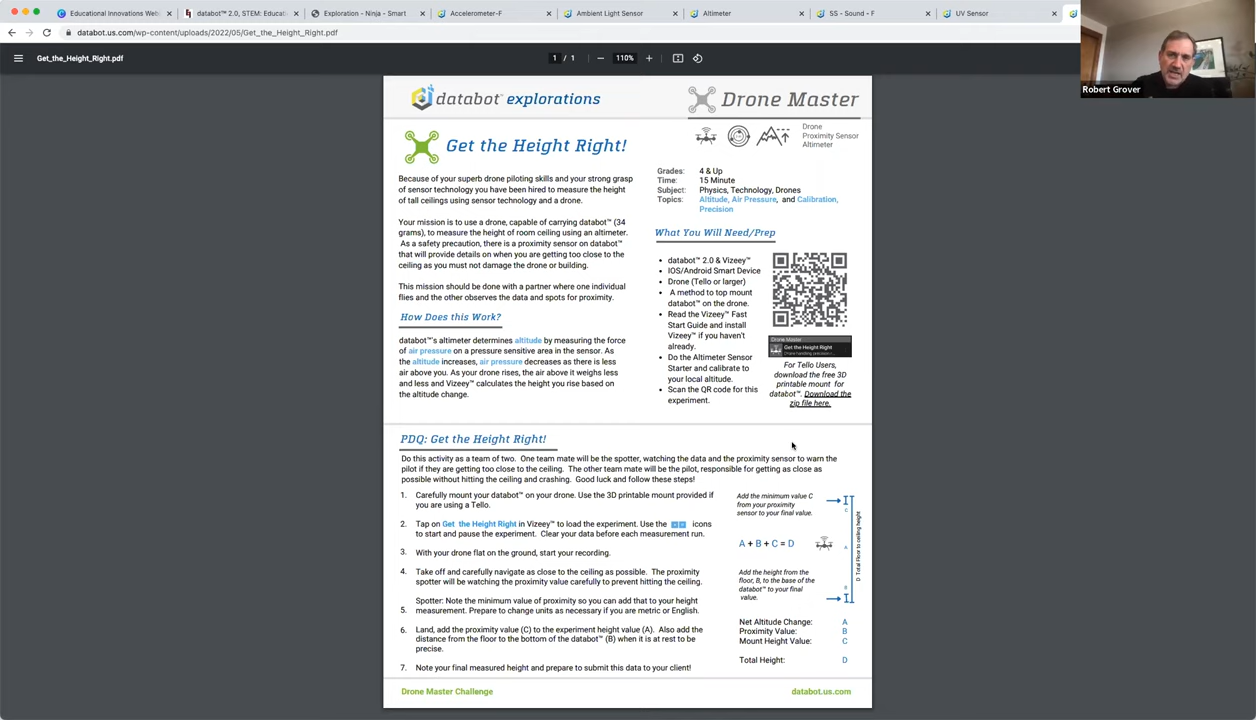 Educational Innovations Web
databot™ 2.0, STEM: Educati
Exploration - Ninja - Smart
Accelerometer-F
Ambient Light Sensor
Altimeter
SS - Sound - F
UV Sensor
databot.us.com/wp-content/uploads/2022/05/Get_the_Height_Right.pdf
Get_the_Height_Right.pdf
1 / 1
110%
Robert Grover
databot™ explorations
Drone Master
Get the Height Right!
Drone
Proximity Sensor
Altimeter
Because of your superb drone piloting skills and your strong grasp
of sensor technology you have been hired to measure the height
of tall ceilings using sensor technology and a drone.
Your mission is to use a drone, capable of carrying databot™ (34
grams), to measure the height of room ceiling using an altimeter.
As a safety precaution, there is a proximity sensor on databot™
that will provide details on when you are getting too close to the
ceiling as you must not damage the drone or building.
This mission should be done with a partner where one individual
flies and the other observes the data and spots for proximity.
How Does this Work?
databot™'s altimeter determines altitude by measuring the force
of air pressure on a pressure sensitive area in the sensor. As
the altitude increases, air pressure decreases as there is less
air above you. As your drone rises, the air above it weighs less
and less and Vizeey™ calculates the height you rise based on
the altitude change.
Grades: 4 & Up
Time: 15 Minute
Subject: Physics, Technology, Drones
Topics: Altitude, Air Pressure, and Calibration,
Precision
What You Will Need/Prep
• databot™ 2.0 & Vizeey™
• IOS/Android Smart Device
• Drone (Tello or larger)
• A method to top mount
databot™ on the drone.
• Read the Vizeey™ Fast
Start Guide and install
Vizeey™ if you haven't
already.
• Do the Altimeter Sensor
Starter and calibrate to
your local altitude.
• Scan the QR code for this
experiment.
Drone Master
Get the Height Right
For Tello Users,
download the free 3D
printable mount for
databot™. Download the
zip file here.
PDQ: Get the Height Right!
Do this activity as a team of two. One team mate will be the spotter, watching the data and the proximity sensor to warn the
pilot if they are getting too close to the ceiling. The other team mate will be the pilot, responsible for getting as close as
possible without hitting the ceiling and crashing. Good luck and follow these steps!
1. Carefully mount your databot™ on your drone. Use the 3D printable mount provided if
you are using a Tello.
2. Tap on Get the Height Right in Vizeey™ to load the experiment. Use the icons
to start and pause the experiment. Clear your data before each measurement run.
3. With your drone flat on the ground, start your recording.
4. Take off and carefully navigate as close to the ceiling as possible. The proximity
spotter will be watching the proximity value carefully to prevent hitting the ceiling.
Spotter: Note the minimum value of proximity so you can add that to your height
5. measurement. Prepare to change units as necessary if you are metric or English.
6. Land, add the proximity value (C) to the experiment height value (A). Also add the
distance from the floor to the bottom of the databot™ (B) when it is at rest to be
precise.
7. Note your final measured height and prepare to submit this data to your client!
Add the minimum value C
from your proximity
sensor to your final value.
A + B + C = D
Add the height from the
floor, B, to the base of the
databot™ to your final
value.
C
A
B
D Total Floor to ceiling height
Net Altitude Change: A
Proximity Value: B
Mount Height Value: C
Total Height: D
Drone Master Challenge
databot.us.com